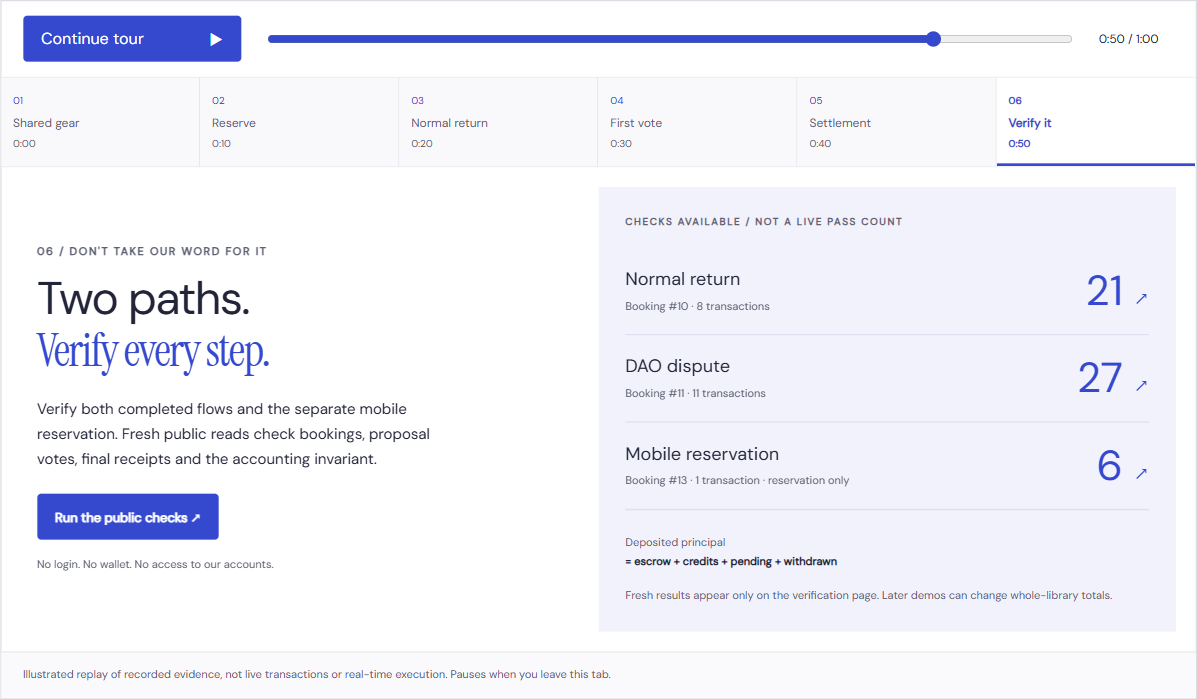 Continue tour ▶
0:50 / 1:00
01
Shared gear
0:00
02
Reserve
0:10
03
Normal return
0:20
04
First vote
0:30
05
Settlement
0:40
06
Verify it
0:50
06 / DON'T TAKE OUR WORD FOR IT
Two paths.
Verify every step.
Verify both completed flows and the separate mobile
reservation. Fresh public reads check bookings, proposal
votes, final receipts and the accounting invariant.
Run the public checks ↗
No login. No wallet. No access to our accounts.
CHECKS AVAILABLE / NOT A LIVE PASS COUNT
Normal return
Booking #10 · 8 transactions
21 ↗
DAO dispute
Booking #11 · 11 transactions
27 ↗
Mobile reservation
Booking #13 · 1 transaction · reservation only
6 ↗
Deposited principal
= escrow + credits + pending + withdrawn
Fresh results appear only on the verification page. Later demos can change whole-library totals.
Illustrated replay of recorded evidence, not live transactions or real-time execution. Pauses when you leave this tab.